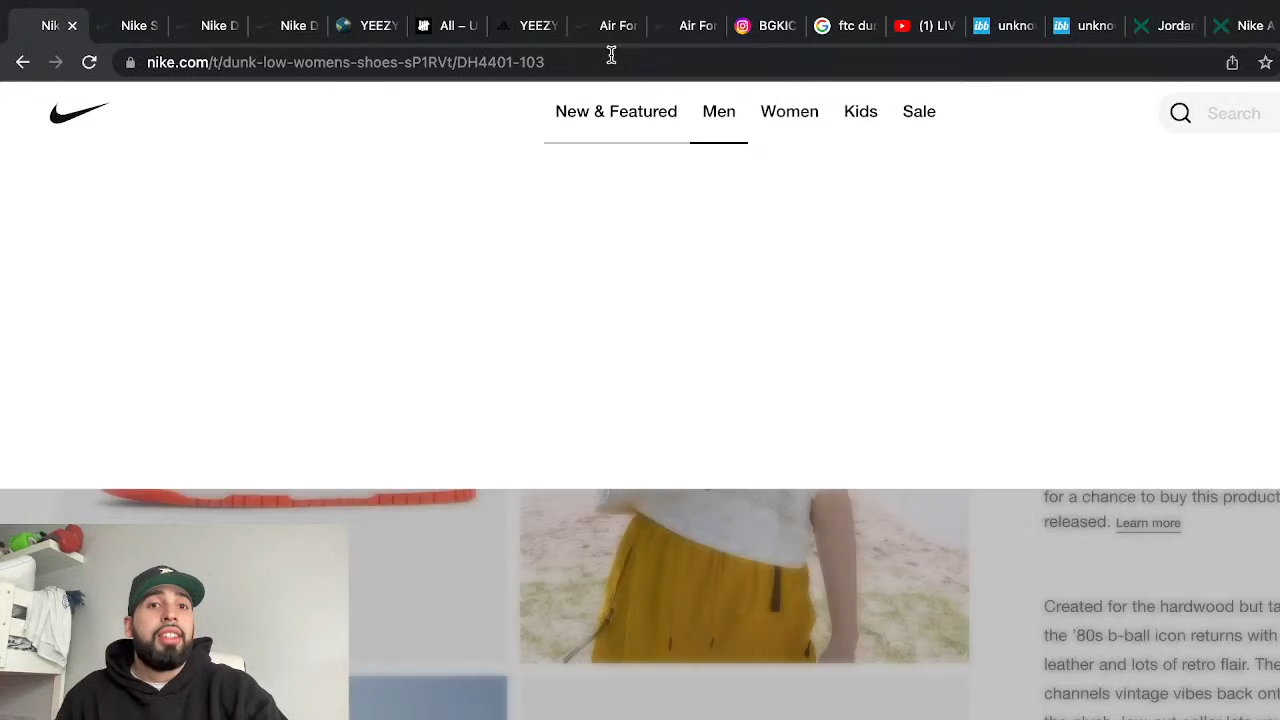 Nik
Nike S
Nike D
Nike D
YEEZY
All – U
YEEZY
Air For
Air For
BGKIC
ftc dur
(1) LIV
ibb unkno
ibb unkno
Jordar
Nike A
nike.com/t/dunk-low-womens-shoes-sP1RVt/DH4401-103
New & Featured
Men
Women
Kids
Sale
Search
for a chance to buy this product
released. Learn more
Created for the hardwood but ta
the '80s b-ball icon returns with
leather and lots of retro flair. The
channels vintage vibes back ont